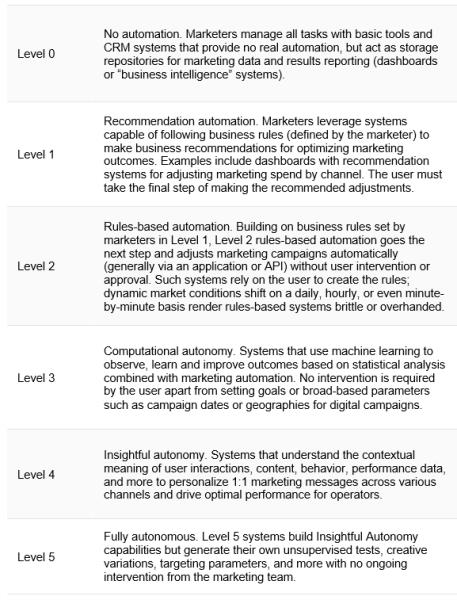 Level 0
No automation. Marketers manage all tasks with basic tools and
CRM systems that provide no real automation, but act as storage
repositories for marketing data and results reporting (dashboards
or “business intelligence” systems).
Level 1
Recommendation automation. Marketers leverage systems
capable of following business rules (defined by the marketer) to
make business recommendations for optimizing marketing
outcomes. Examples include dashboards with recommendation
systems for adjusting marketing spend by channel. The user must
take the final step of making the recommended adjustments.
Level 2
Rules-based automation. Building on business rules set by
marketers in Level 1, Level 2 rules-based automation goes the
next step and adjusts marketing campaigns automatically
(generally via an application or API) without user intervention or
approval. Such systems rely on the user to create the rules;
dynamic market conditions shift on a daily, hourly, or even minute-
by-minute basis render rules-based systems brittle or overhanded.
Level 3
Computational autonomy. Systems that use machine learning to
observe, learn and improve outcomes based on statistical analysis
combined with marketing automation. No intervention is required
by the user apart from setting goals or broad-based parameters
such as campaign dates or geographies for digital campaigns.
Level 4
Insightful autonomy. Systems that understand the contextual
meaning of user interactions, content, behavior, performance data,
and more to personalize 1:1 marketing messages across various
channels and drive optimal performance for operators.
Level 5
Fully autonomous. Level 5 systems build Insightful Autonomy
capabilities but generate their own unsupervised tests, creative
variations, targeting parameters, and more with no ongoing
intervention from the marketing team.